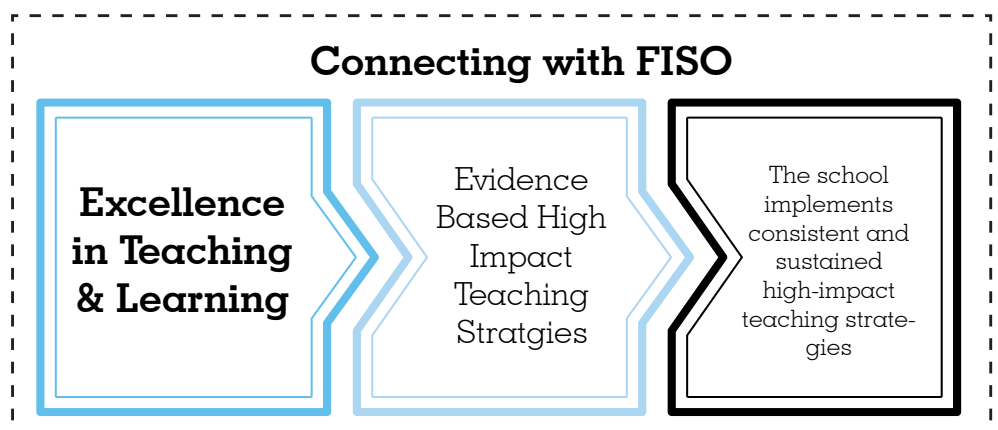 Connecting with FISO
Excellence
in Teaching
& Learning
Evidence
Based High
Impact
Teaching
Stratgies
The school
implements
consistent and
sustained
high-impact
teaching strate-
gies